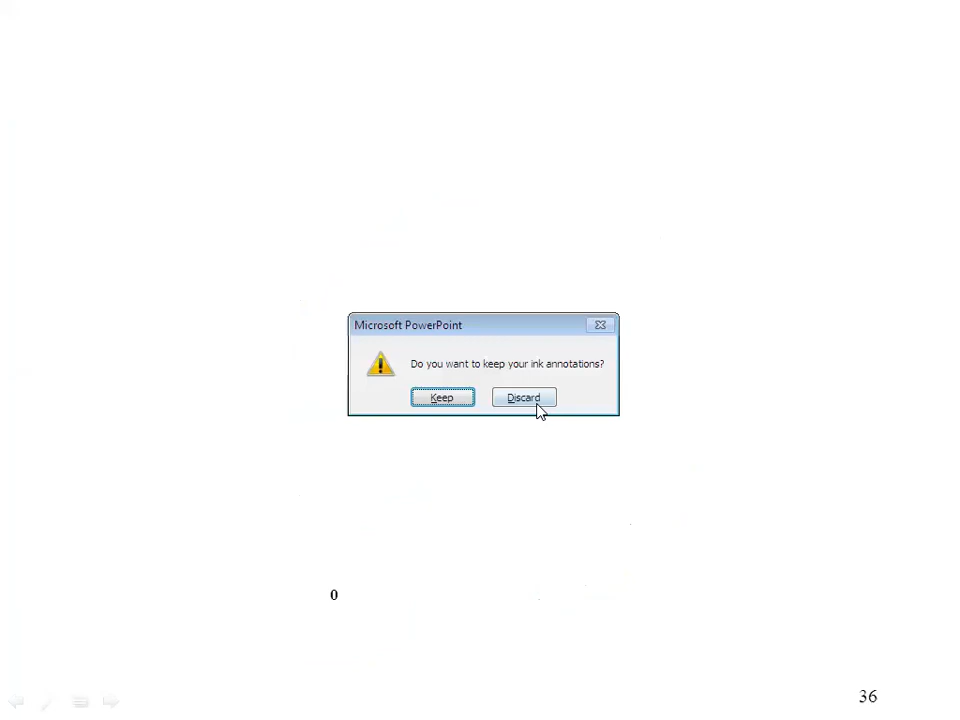 Microsoft PowerPoint
Do you want to keep your ink annotations?
Keep Discard
0
36